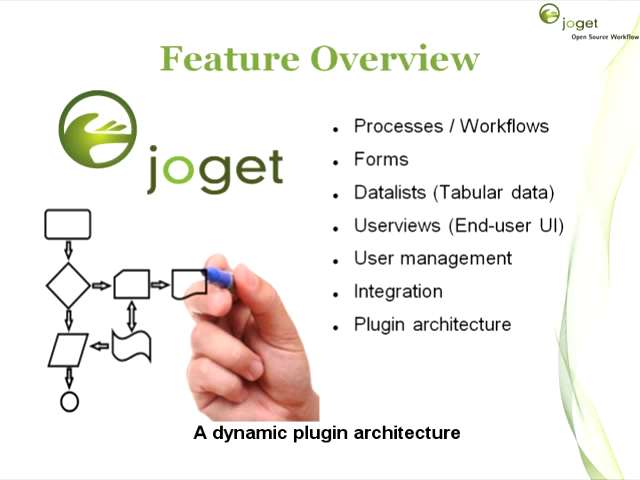 joget
Open Source Workflow
Feature Overview
joget
Processes / Workflows
Forms
Datalists (Tabular data)
Userviews (End-user UI)
User management
Integration
Plugin architecture
A dynamic plugin architecture